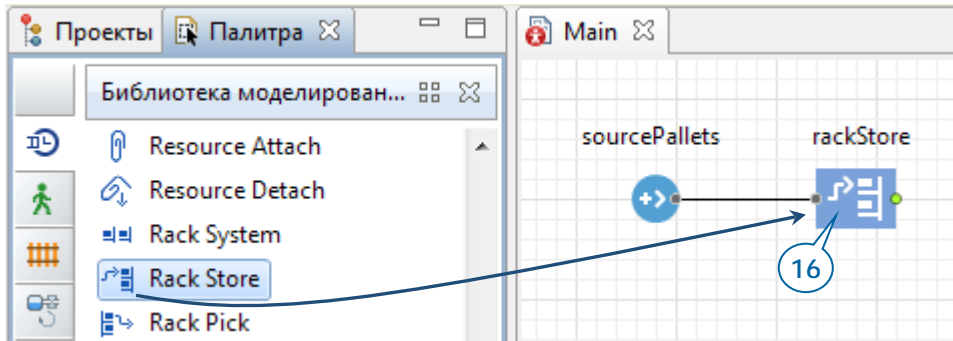 Проекты
Палитра
Main
Библиотека моделирован...
Resource Attach
Resource Detach
Rack System
Rack Store
Rack Pick
sourcePallets
rackStore
16